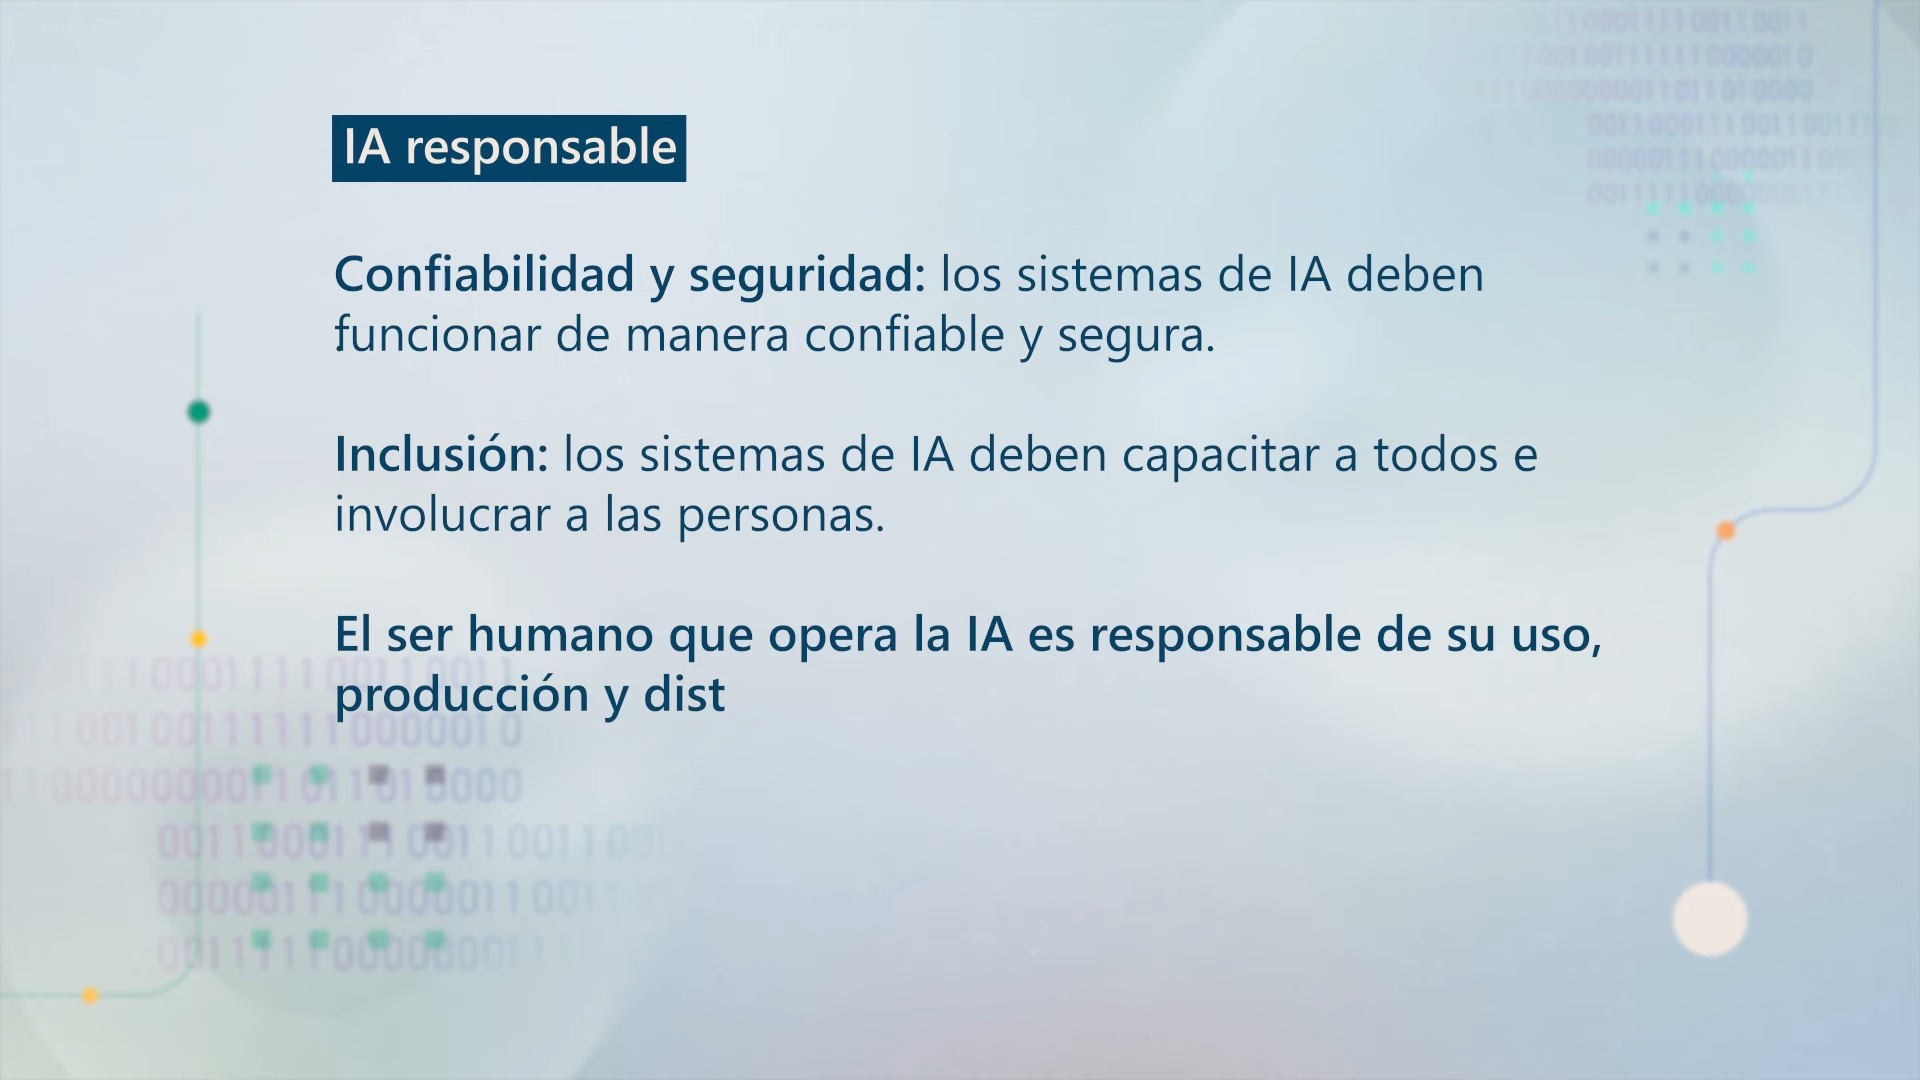 IA responsable
Confiabilidad y seguridad: los sistemas de IA deben
funcionar de manera confiable y segura.
Inclusión: los sistemas de IA deben capacitar a todos e
involucrar a las personas.
El ser humano que opera la IA es responsable de su uso,
producción y dist